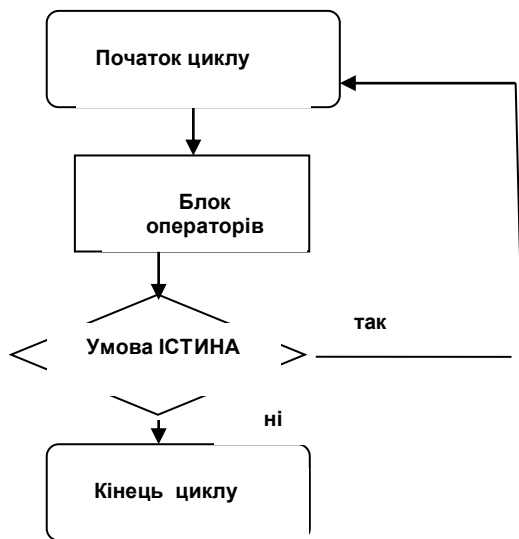 Початок циклу
Блок
операторів
Умова ІСТИНА
так
ні
Кінець циклу